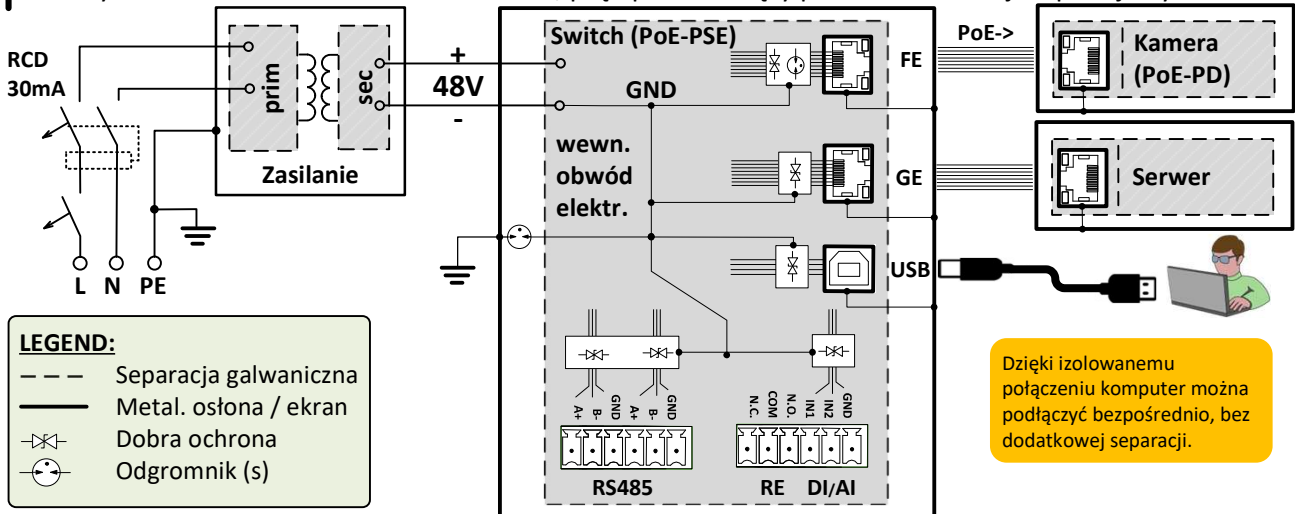 RCD
30mA
prim
sec
Zasilanie
+
48V
-
L N PE
Switch (PoE-PSE)
GND
wewn.
obwód
elektr.
FE
GE
USB
PoE->
Kamera
(PoE-PD)
Serwer
A+ B- GND A+ B- GND
N.C. COM N.O. IN1 IN2 GND
RS485
RE DI/AI
LEGEND:
Separacja galwaniczna
Metal. osłona / ekran
Dobra ochrona
Odgromnik (s)
Dzięki izolowanemu
połączeniu komputer można
podłączyć bezpośrednio, bez
dodatkowej separacji.